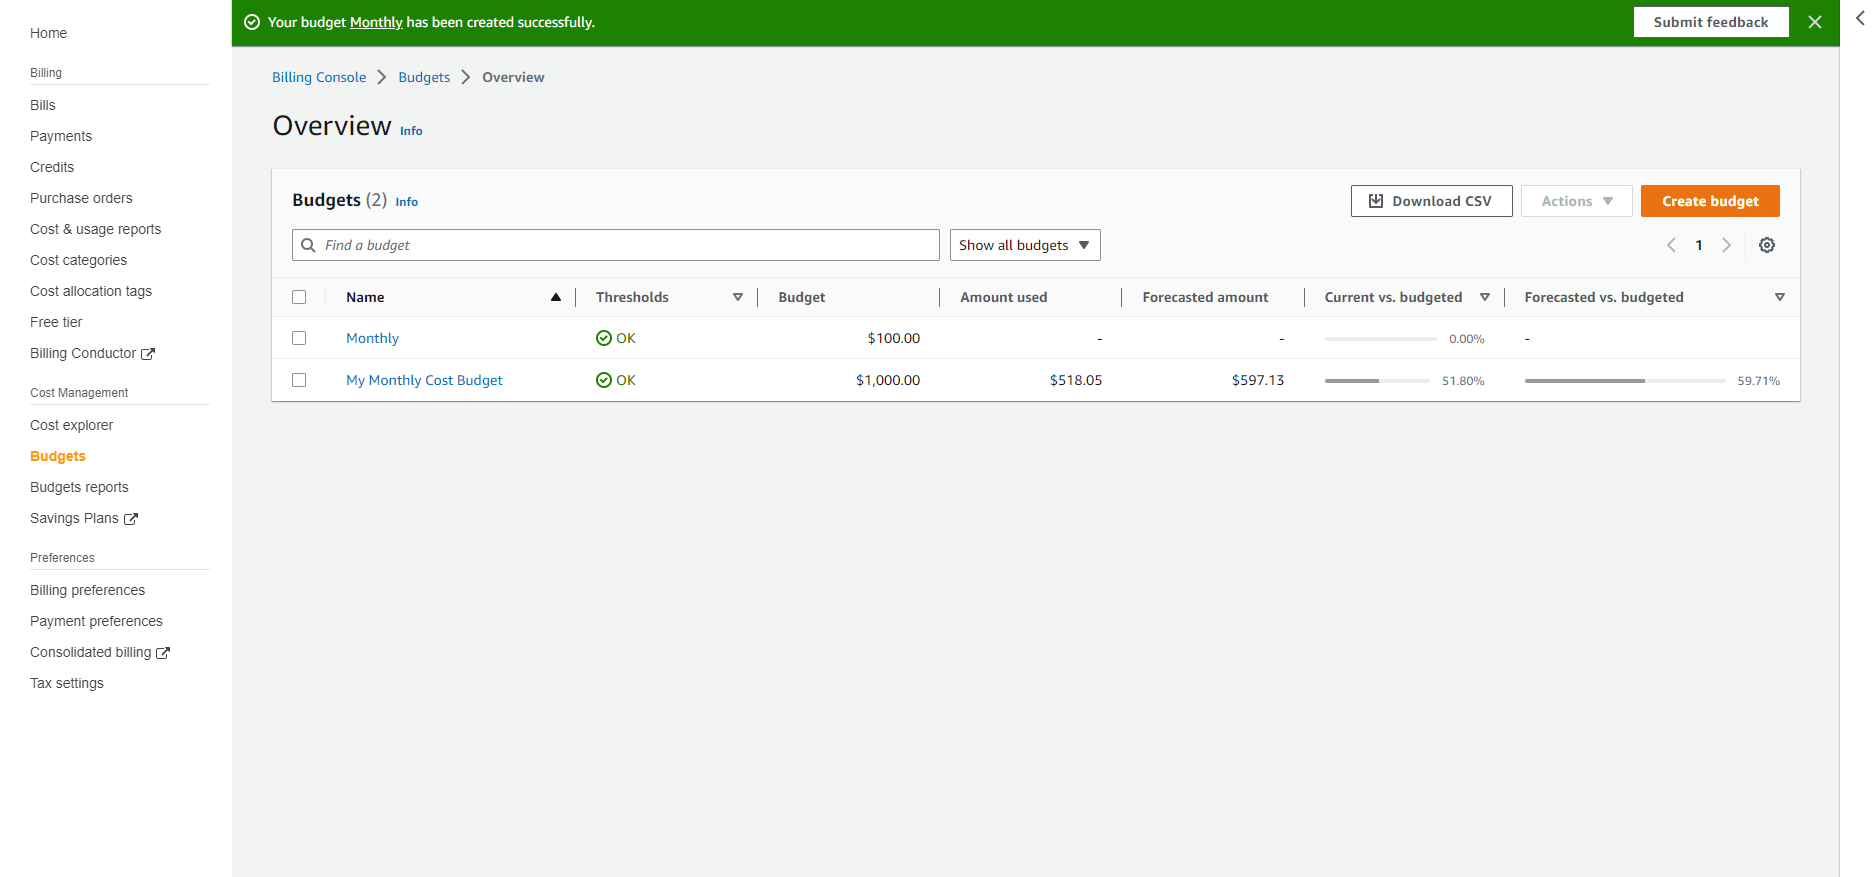 Your budget Monthly has been created successfully.
Submit feedback
Home
Billing
Bills
Payments
Credits
Purchase orders
Cost & usage reports
Cost categories
Cost allocation tags
Free tier
Billing Conductor
Cost Management
Cost explorer
Budgets
Budgets reports
Savings Plans
Preferences
Billing preferences
Payment preferences
Consolidated billing
Tax settings
Billing Console Budgets Overview
Overview Info
Budgets (2) Info
Download CSV Actions Create budget
Find a budget Show all budgets 1
Name Thresholds Budget Amount used Forecasted amount Current vs. budgeted Forecasted vs. budgeted
Monthly OK $100.00 - - 0.00% -
My Monthly Cost Budget OK $1,000.00 $518.05 $597.13 51.80% 59.71%